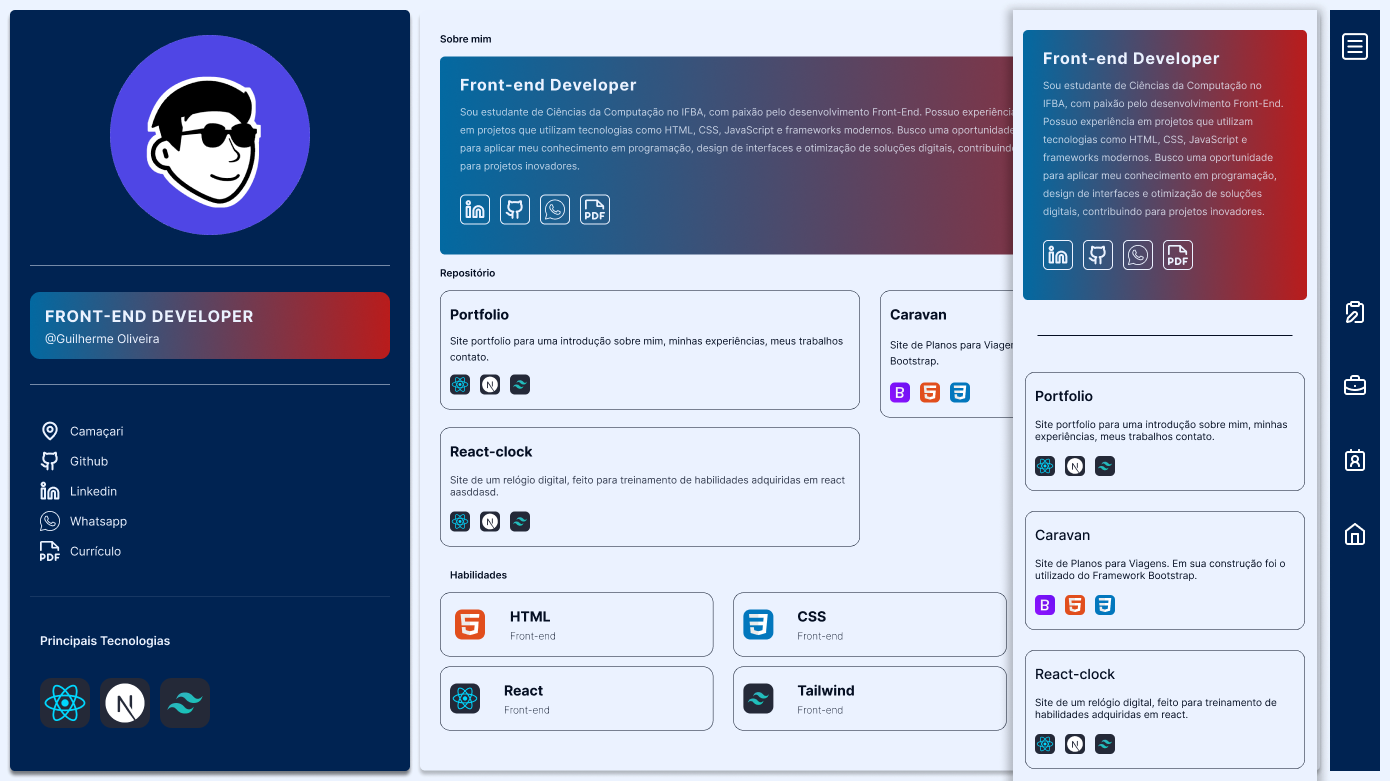 FRONT-END DEVELOPER
@Guilherme Oliveira
Camaçari
Github
Linkedin
Whatsapp
PDF
Currículo
Principais Tecnologias
N
Sobre mim
Front-end Developer
Sou estudante de Ciências da Computação no IFBA, com paixão pelo desenvolvimento Front-End. Possuo experiência
em projetos que utilizam tecnologias como HTML, CSS, JavaScript e frameworks modernos. Busco uma oportunidade
para aplicar meu conhecimento em programação, design de interfaces e otimização de soluções digitais, contribuindo
para projetos inovadores.
in
PDF
Repositório
Portfolio
Site portfolio para uma introdução sobre mim, minhas experiências, meus trabalhos
contato.
N
Caravan
Site de Planos para Viagen
Bootstrap.
B
React-clock
Site de um relógio digital, feito para treinamento de habilidades adquiridas em react
aasddasd.
N
Habilidades
HTML
Front-end
CSS
Front-end
React
Front-end
Tailwind
Front-end
Front-end Developer
Sou estudante de Ciências da Computação no
IFBA, com paixão pelo desenvolvimento Front-End.
Possuo experiência em projetos que utilizam
tecnologias como HTML, CSS, JavaScript e
frameworks modernos. Busco uma oportunidade
para aplicar meu conhecimento em programação,
design de interfaces e otimização de soluções
digitais, contribuindo para projetos inovadores.
in
PDF
Portfolio
Site portfolio para uma introdução sobre mim, minhas
experiências, meus trabalhos contato.
N
Caravan
Site de Planos para Viagens. Em sua construção foi o
utilizado do Framework Bootstrap.
B
React-clock
Site de um relógio digital, feito para treinamento de
habilidades adquiridas em react.
N